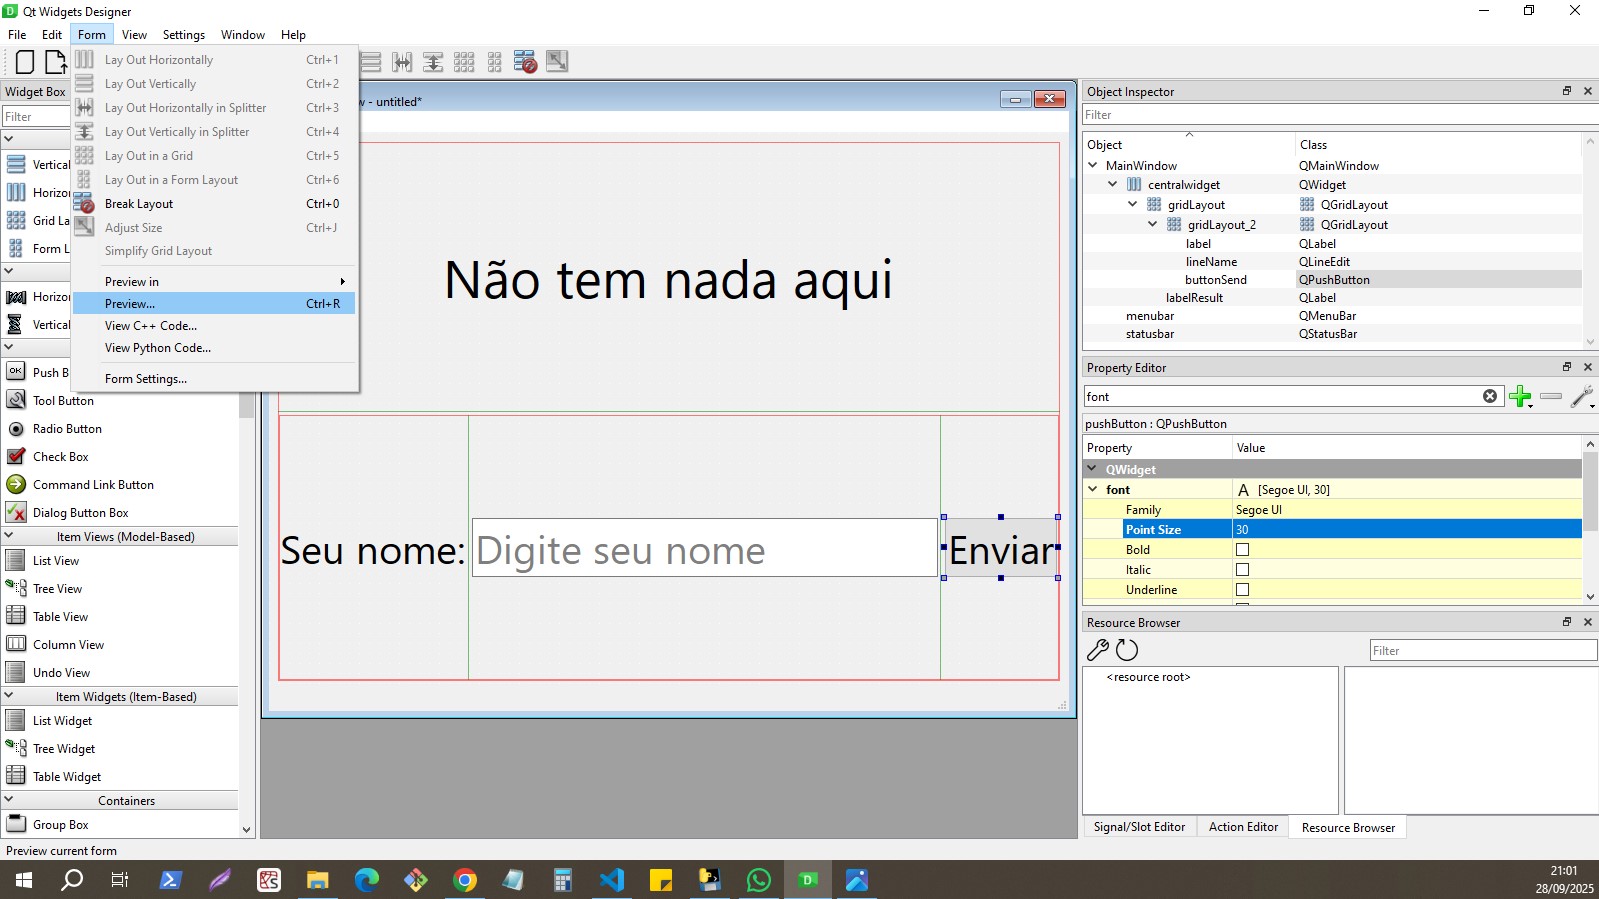 Qt Widgets Designer
File Edit Form View Settings Window Help
Lay Out Horizontally Ctrl+1
Lay Out Vertically Ctrl+2
Lay Out Horizontally in Splitter Ctrl+3
Lay Out Vertically in Splitter Ctrl+4
Lay Out in a Grid Ctrl+5
Lay Out in a Form Layout Ctrl+6
Break Layout Ctrl+0
Adjust Size Ctrl+J
Simplify Grid Layout
Preview in
Preview... Ctrl+R
View C++ Code...
View Python Code...
Form Settings...
Widget Box
Filter
Vertical
Horizo
Grid La
Form L
Horizo
Vertica
Push B
Tool Button
Radio Button
Check Box
Command Link Button
Dialog Button Box
Item Views (Model-Based)
List View
Tree View
Table View
Column View
Undo View
Item Widgets (Item-Based)
List Widget
Tree Widget
Table Widget
Containers
Group Box
w - untitled*
Não tem nada aqui
Seu nome: Digite seu nome Enviar
Object Inspector
Filter
Object Class
MainWindow QMainWindow
centralwidget QWidget
gridLayout QGridLayout
gridLayout_2 QGridLayout
label QLabel
lineName QLineEdit
buttonSend QPushButton
labelResult QLabel
menubar QMenuBar
statusbar QStatusBar
Property Editor
font
pushButton : QPushButton
Property Value
QWidget
font A [Segoe UI, 30]
Family Segoe UI
Point Size 30
Bold
Italic
Underline
Resource Browser
Filter
<resource root>
Signal/Slot Editor Action Editor Resource Browser
Preview current form
21:01
28/09/2025